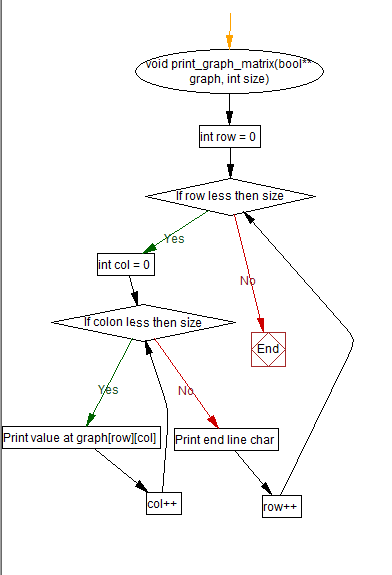 void print_graph_matrix(bool**
graph, int size)
int row = 0
If row less then size
Yes
int col = 0
No
If colon less then size
End
Yes
No
Print value at graph[row][col]
Print end line char
col++
row++